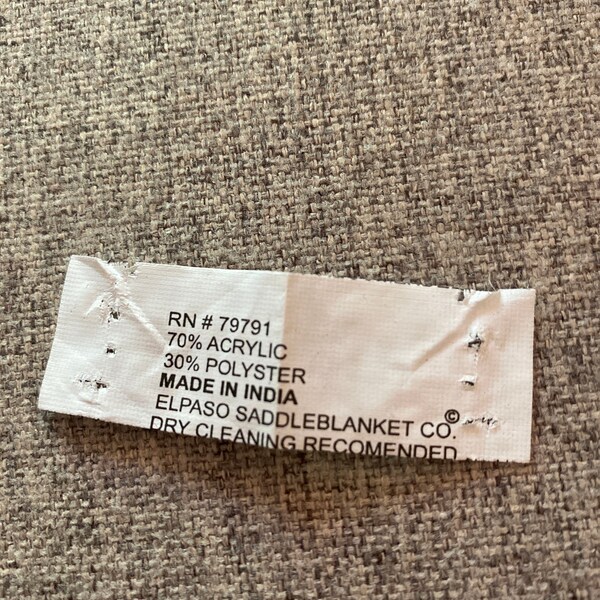 RN # 79791
70% ACRYLIC
30% POLYSTER
MADE IN INDIA
ELPASO SADDLEBLANKET CO.©
DRY CLEANING RECOMENDED